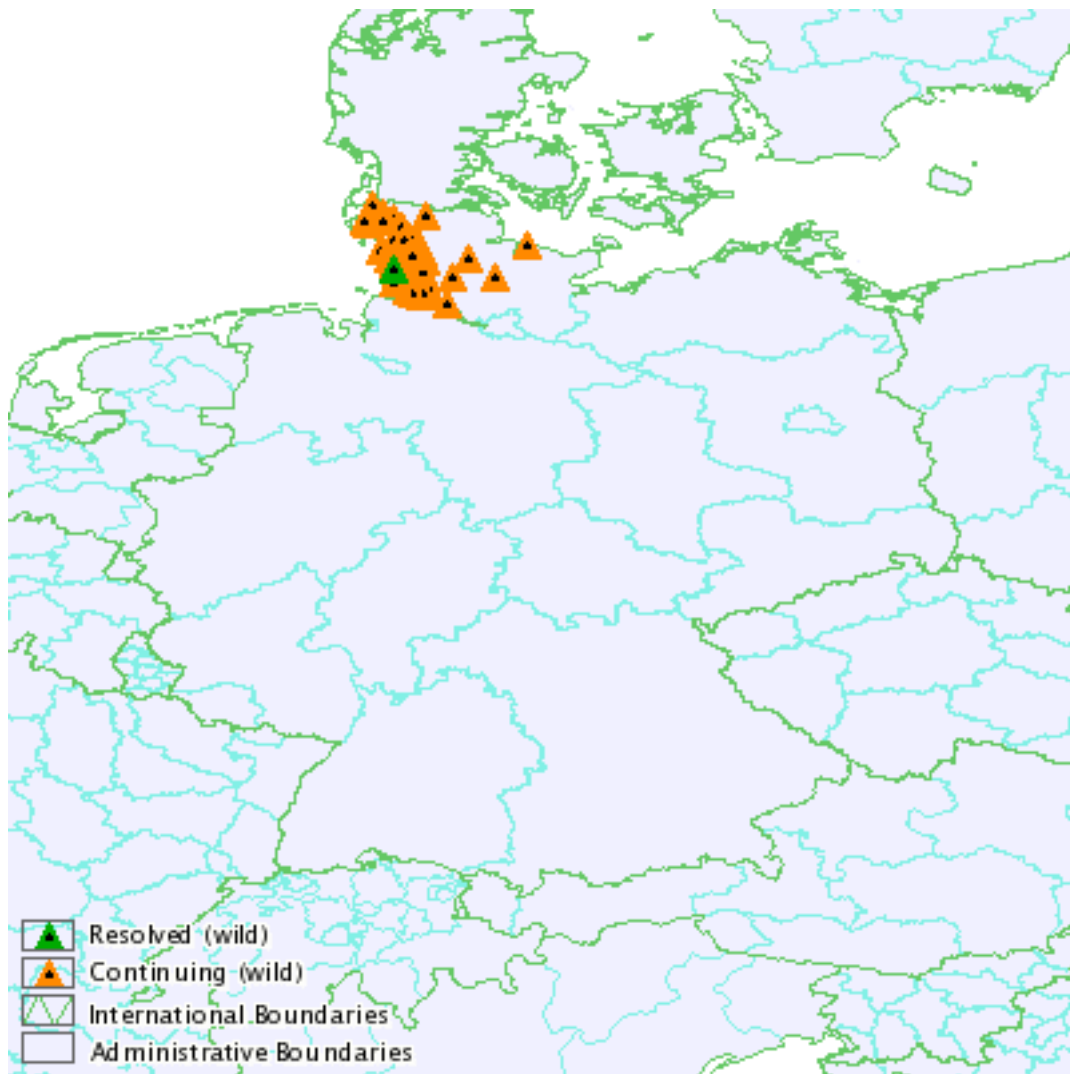 Resolved (wild)
Continuing (wild)
International Boundaries
Administrative Boundaries